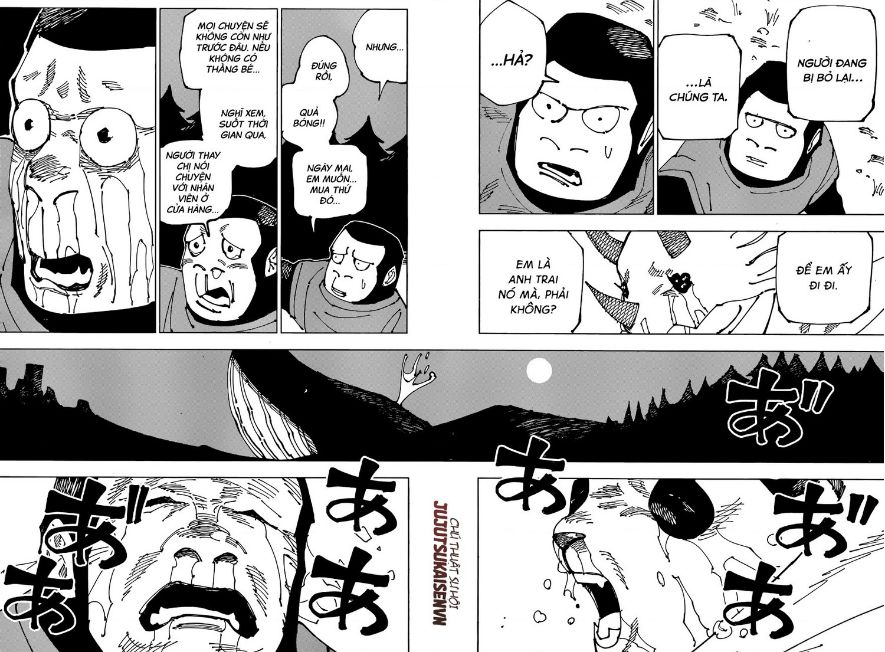 NGƯỜI ĐANG
BỊ BỎ LẠI...
...LÀ
CHÚNG TA.
...HẢ?
ĐỂ EM ẤY
ĐI ĐI.
EM LÀ
ANH TRAI
NÓ MÀ, PHẢI
KHÔNG?
NHƯNG...
ĐÚNG
RỒI,
QUẢ
BÓNG!!
NGÀY MAI,
EM MUỐN...
MUA THỨ
ĐÓ...
MỌI CHUYỆN SẼ
KHÔNG CÒN NHƯ
TRƯỚC ĐÂU. NẾU
KHÔNG CÓ
THẰNG BÉ...
NGHĨ XEM,
SUỐT THỜI
GIAN QUA,
NGƯỜI THAY
CHỊ NÓI
CHUYỆN
VỚI NHÂN
VIÊN Ở
CỬA HÀNG...
あ"
あ
あ"
あ
あ
あ
あ"
あ
CHÚ THUẬT SƯ HỒI
JUJUTSUKAISENVN